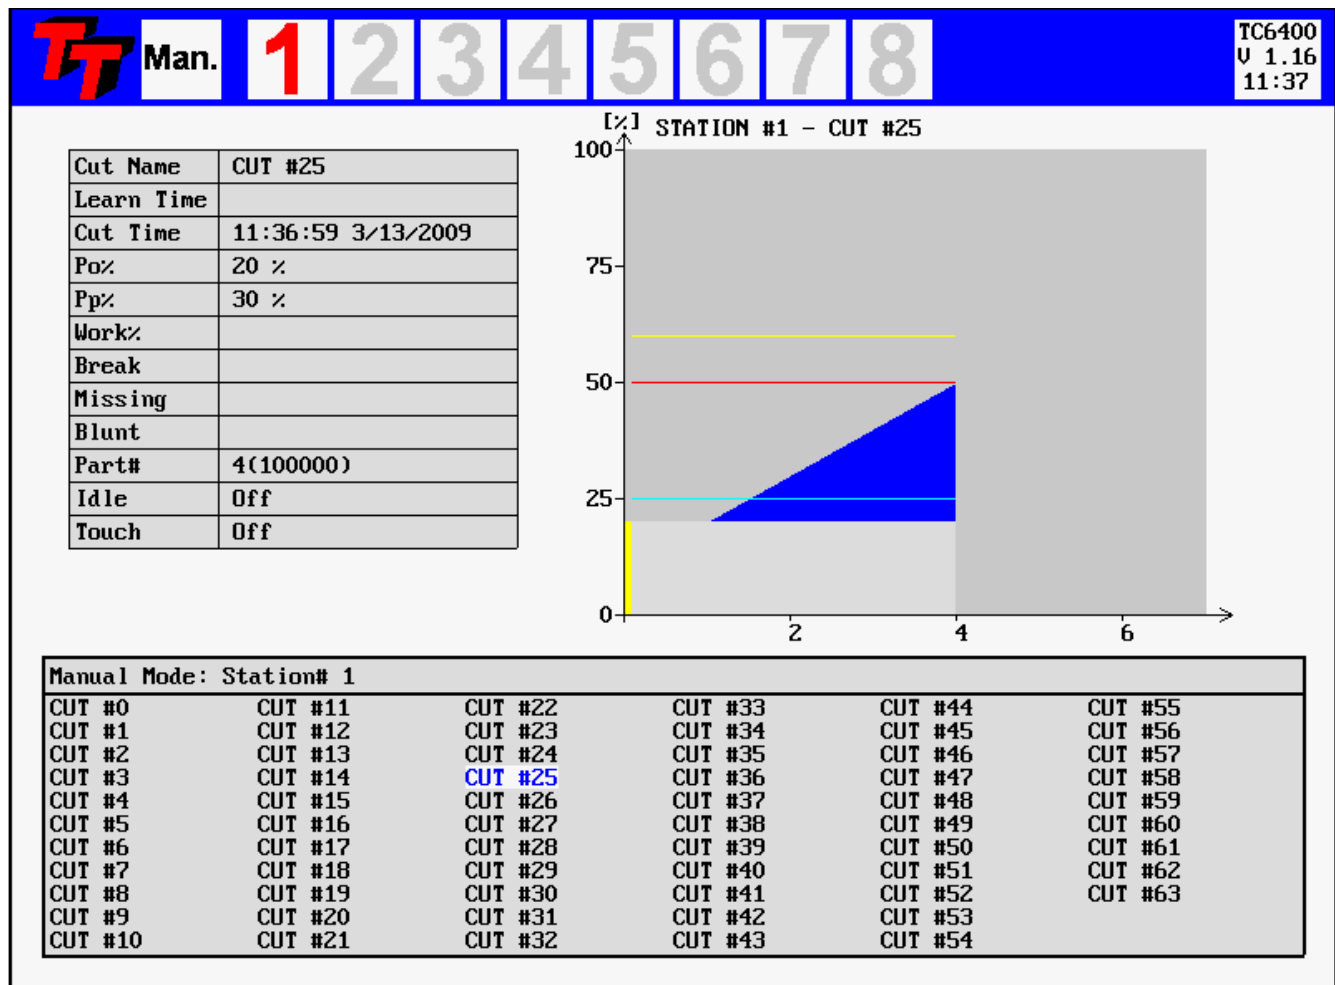 TT Man. 1 2 3 4 5 6 7 8
TC6400
V 1.16
11:37
[%] STATION #1 - CUT #25
Cut Name CUT #25
Learn Time
Cut Time 11:36:59 3/13/2009
Po% 20 %
Pp% 30 %
Work%
Break
Missing
Blunt
Part# 4(100000)
Idle Off
Touch Off
100
75
50
25
0
2 4 6
Manual Mode: Station# 1
CUT #0 CUT #11 CUT #22 CUT #33 CUT #44 CUT #55
CUT #1 CUT #12 CUT #23 CUT #34 CUT #45 CUT #56
CUT #2 CUT #13 CUT #24 CUT #35 CUT #46 CUT #57
CUT #3 CUT #14 CUT #25 CUT #36 CUT #47 CUT #58
CUT #4 CUT #15 CUT #26 CUT #37 CUT #48 CUT #59
CUT #5 CUT #16 CUT #27 CUT #38 CUT #49 CUT #60
CUT #6 CUT #17 CUT #28 CUT #39 CUT #50 CUT #61
CUT #7 CUT #18 CUT #29 CUT #40 CUT #51 CUT #62
CUT #8 CUT #19 CUT #30 CUT #41 CUT #52 CUT #63
CUT #9 CUT #20 CUT #31 CUT #42 CUT #53
CUT #10 CUT #21 CUT #32 CUT #43 CUT #54